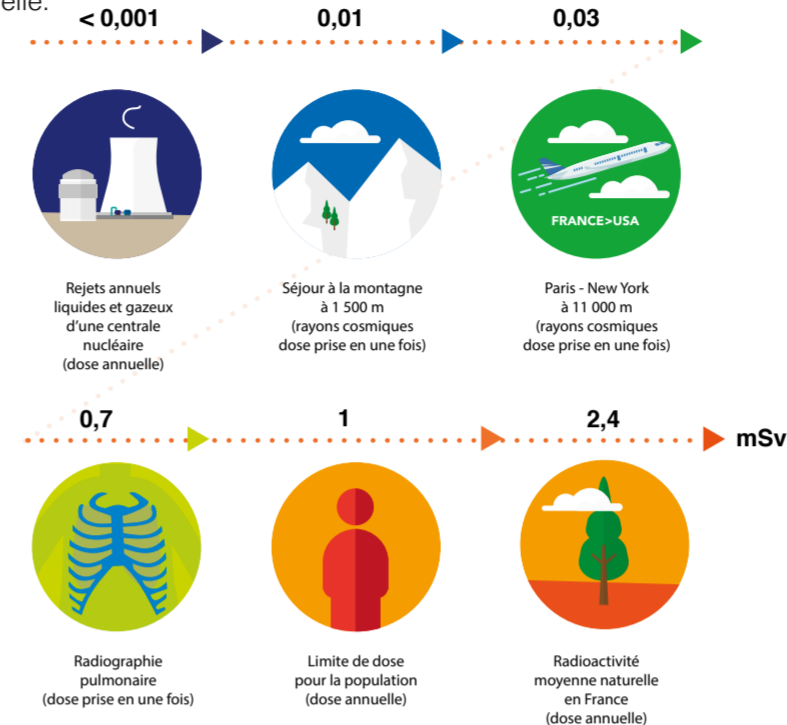 elle.
< 0,001
0,01
0,03
FRANCE>USA
Rejets annuels
liquides et gazeux
d'une centrale
nucléaire
(dose annuelle)
Séjour à la montagne
à 1 500 m
(rayons cosmiques
dose prise en une fois)
Paris - New York
à 11 000 m
(rayons cosmiques
dose prise en une fois)
0,7
1
2,4
mSv
Radiographie
pulmonaire
(dose prise en une fois)
Limite de dose
pour la population
(dose annuelle)
Radioactivité
moyenne naturelle
en France
(dose annuelle)